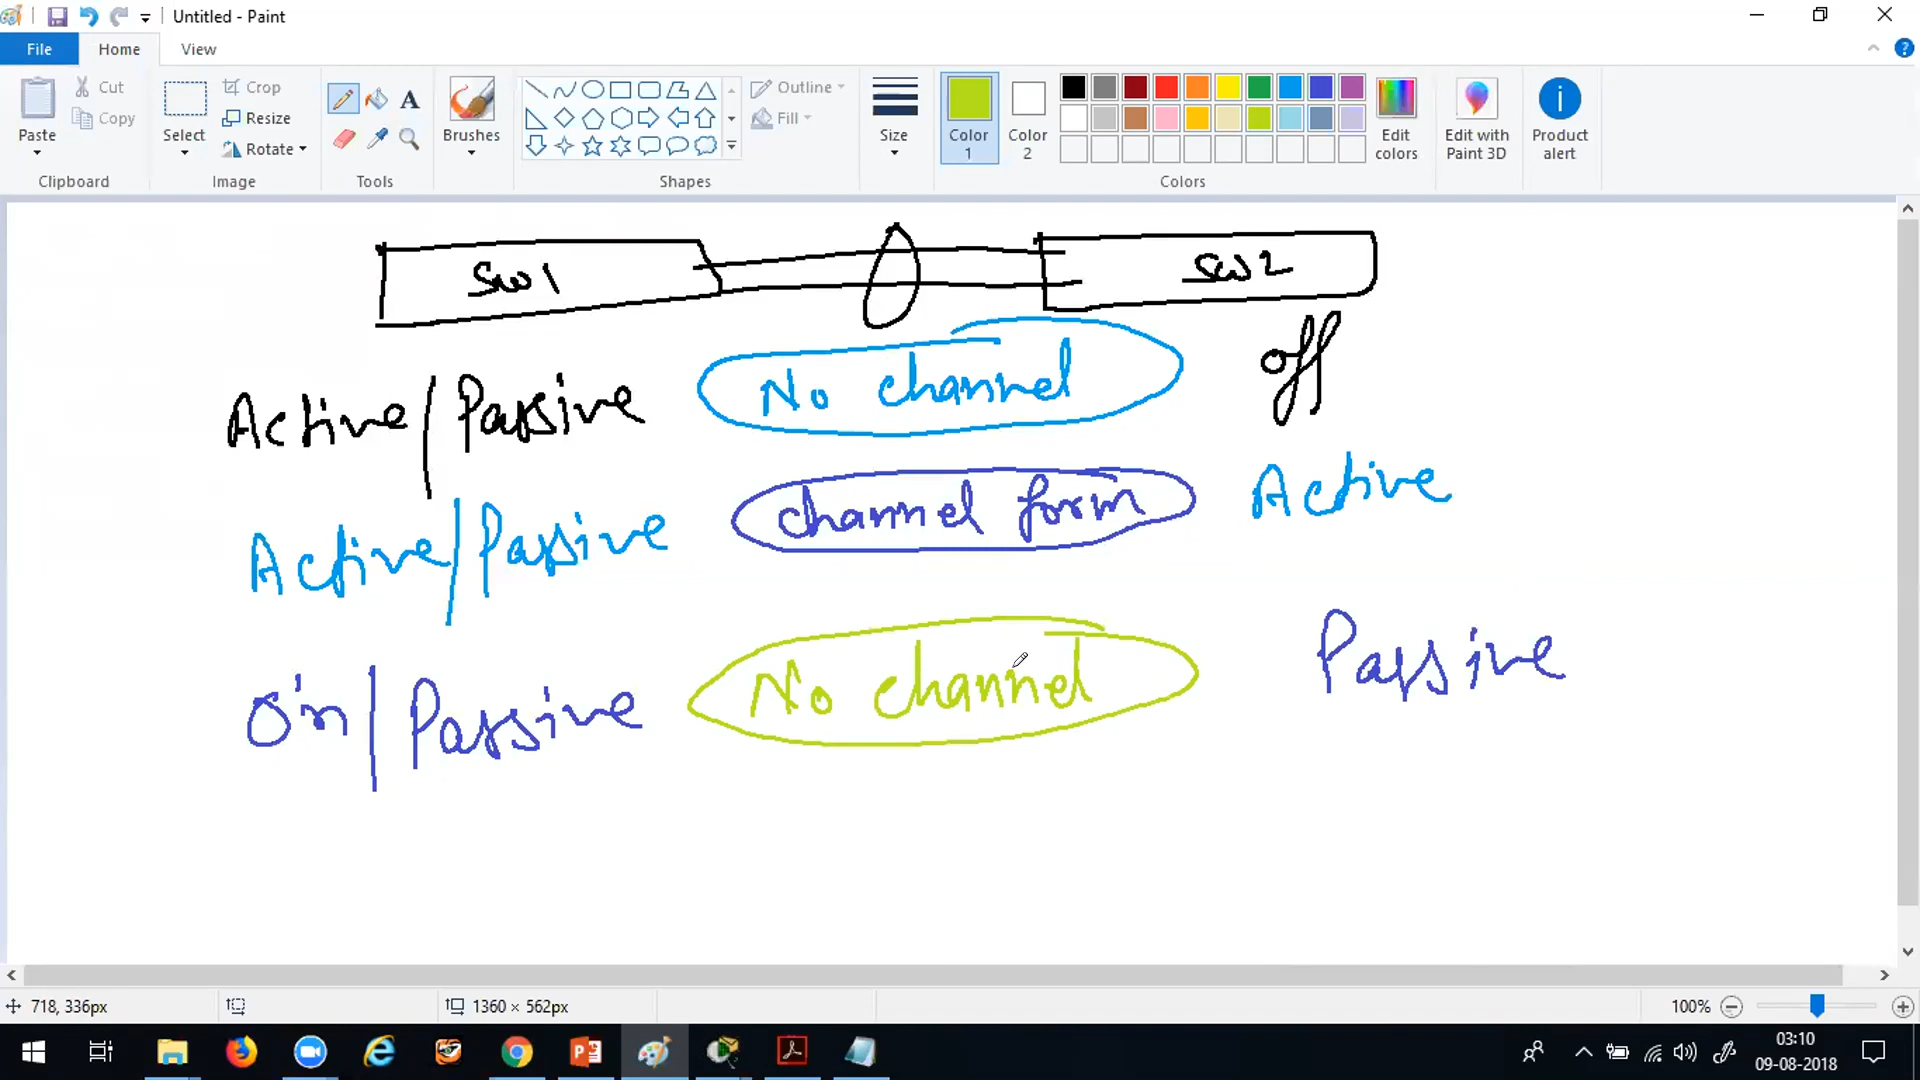 Untitled - Paint
File Home View
Paste Cut Copy Clipboard
Select Crop Resize Rotate Image
A Tools
Brushes
Shapes
Outline Fill
Size
Color 1 Color 2
Edit colors
Colors
Edit with Paint 3D
Product alert
SW1 SW2
off
Active/Passive No channel
Active/Passive channel form Active
On/Passive No channel Passive
718, 336px 1360 × 562px 100%
03:10
09-08-2018